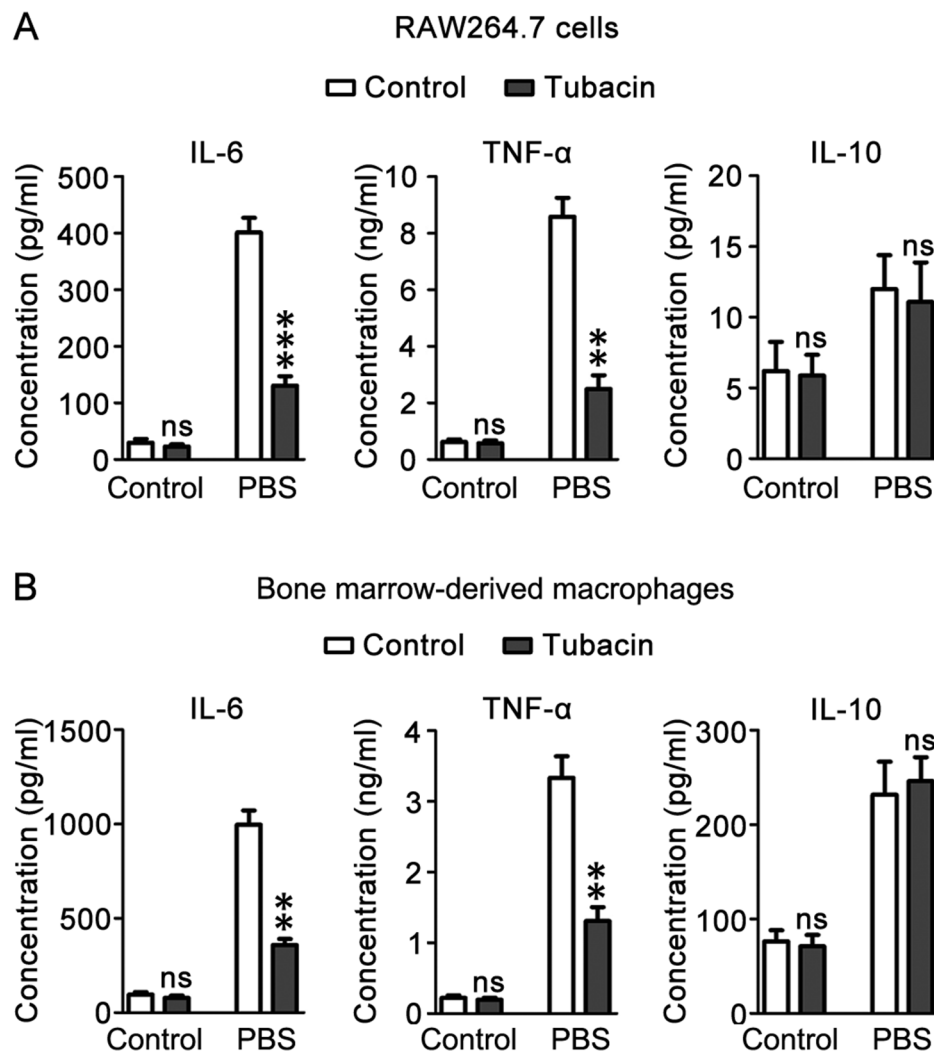 A
RAW264.7 cells
Control Tubacin
IL-6
Concentration (pg/ml)
500
400
300
200
100
0
ns
***
Control PBS
TNF-α
Concentration (ng/ml)
10
8
6
4
2
0
ns
**
Control PBS
IL-10
Concentration (pg/ml)
20
15
10
5
0
ns
ns
Control PBS
B
Bone marrow-derived macrophages
Control Tubacin
IL-6
Concentration (pg/ml)
1500
1000
500
0
ns
**
Control PBS
TNF-α
Concentration (ng/ml)
4
3
2
1
0
ns
**
Control PBS
IL-10
Concentration (pg/ml)
300
200
100
0
ns
ns
Control PBS